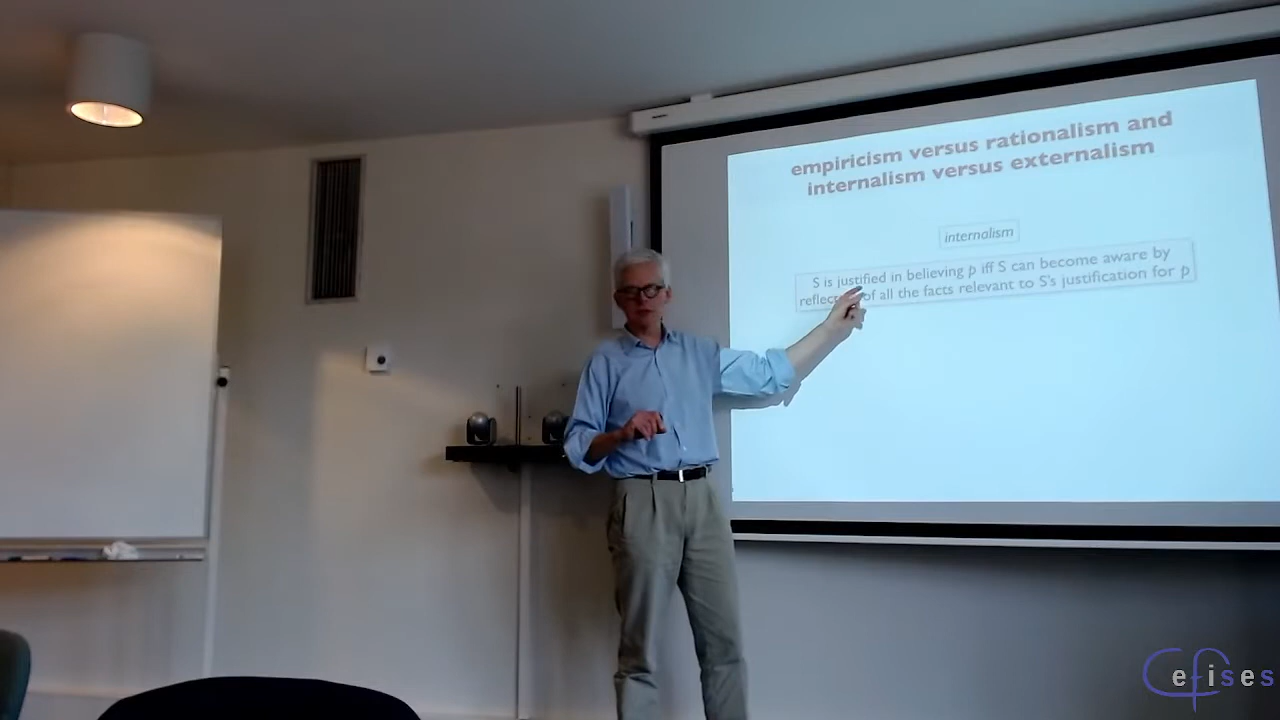 empiricism versus rationalism and
internalism versus externalism
internalism
S is justified in believing p iff S can become aware by
of all the facts relevant to S's justification for p
Cefises